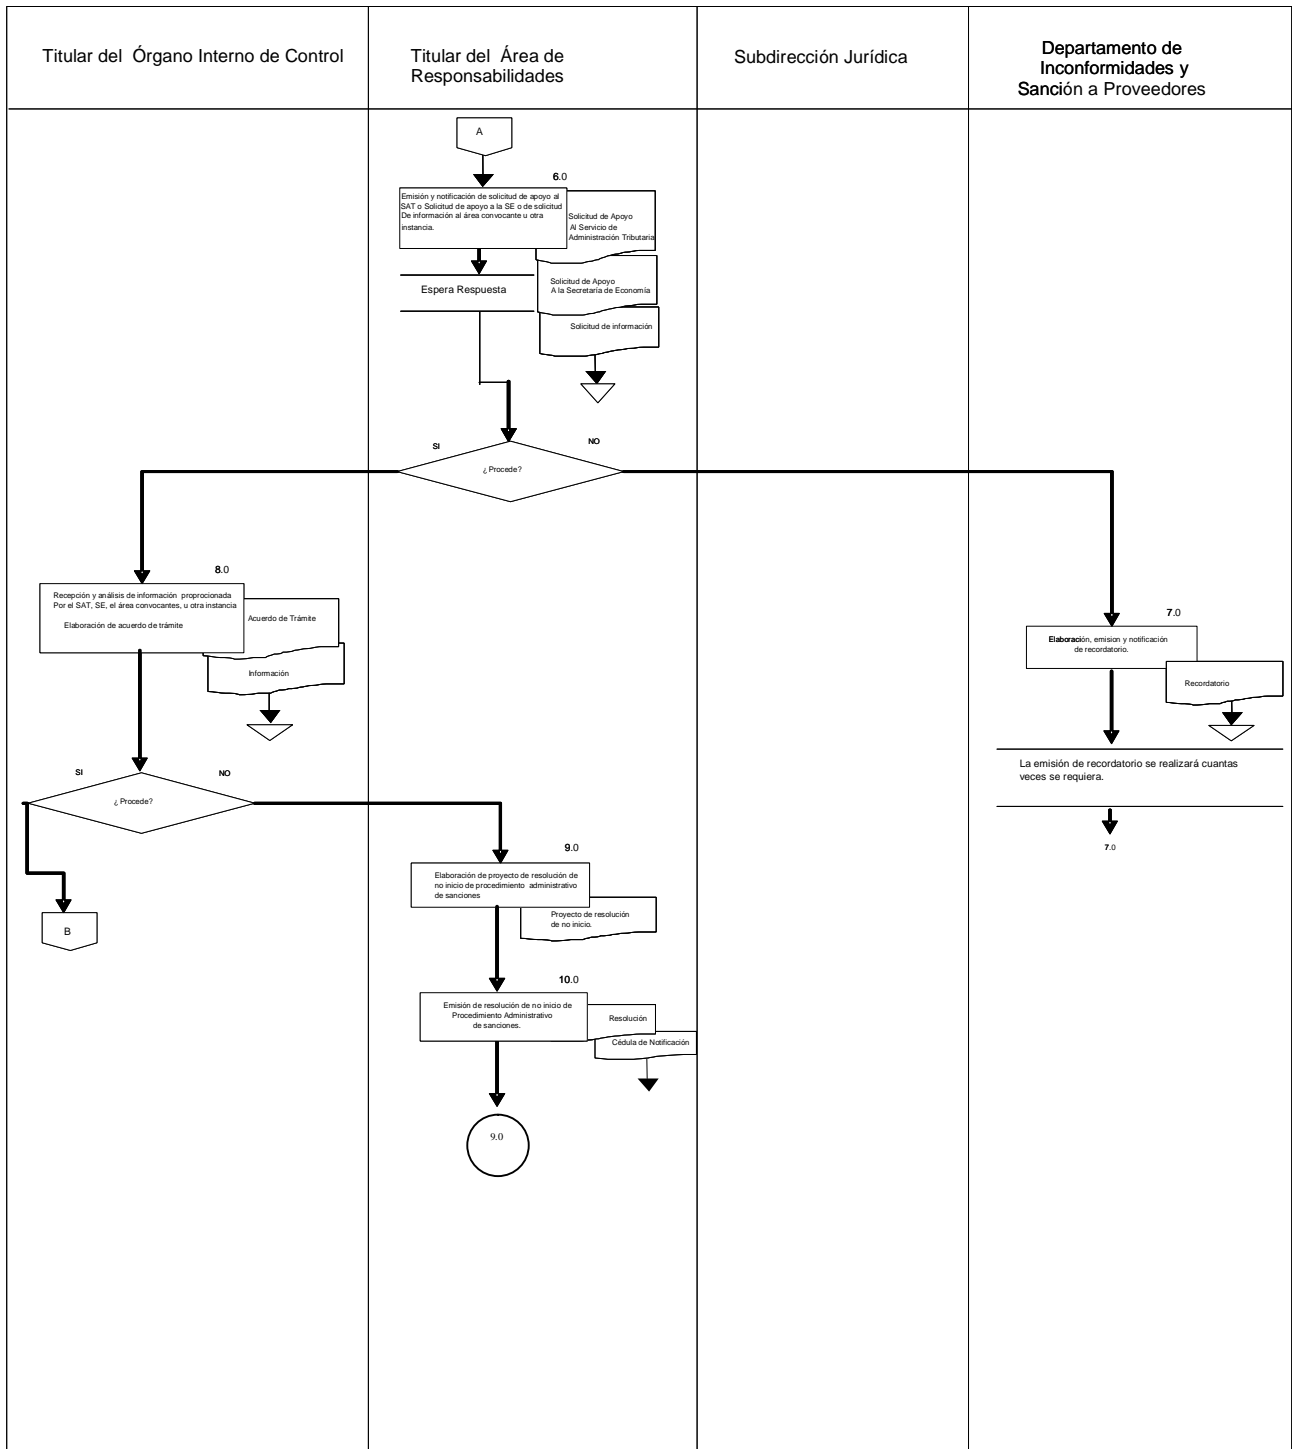 Titular del Órgano Interno de Control
Titular del Área de
Responsabilidades
Subdirección Jurídica
Departamento de
Inconformidades y
Sanción a Proveedores
A
6.0
Emisión y notificación de solicitud de apoyo al
SAT o Solicitud de apoyo a la SE o de solicitud
De información al área convocante u otra
instancia.
Solicitud de Apoyo
Al Servicio de
Administración Tributaria
Espera Respuesta
Solicitud de Apoyo
A la Secretaría de Economía
Solicitud de información
SI
NO
¿ Procede?
8.0
Recepción y análisis de información proprocionada
Por el SAT, SE, el área convocantes, u otra instancia
Elaboración de acuerdo de trámite
Acuerdo de Trámite
Información
7.0
Elaboración, emision y notificación
de recordatorio.
Recordatorio
La emisión de recordatorio se realizará cuantas
veces se requiera.
7.0
SI
NO
¿ Procede?
B
9.0
Elaboración de proyecto de resolución de
no inicio de procedimiento administrativo
de sanciones
Proyecto de resolución
de no inicio.
10.0
Emisión de resolución de no inicio de
Procedimiento Administrativo
de sanciones.
Resolución
Cédula de Notificación
9.0